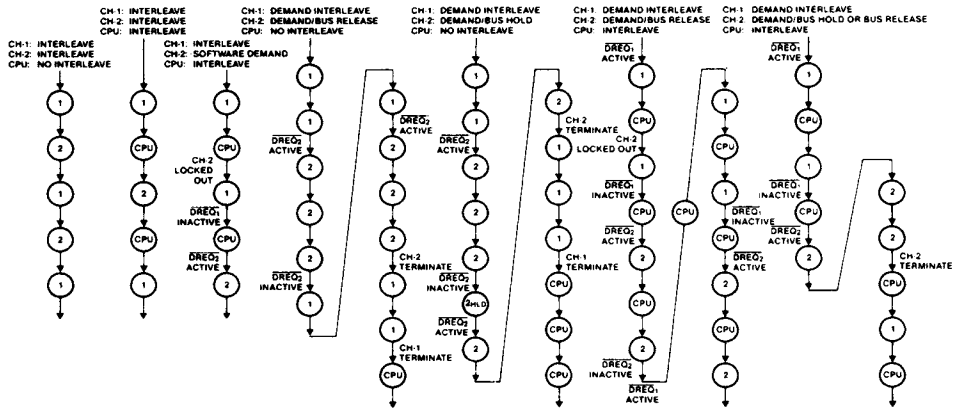 CH-1: INTERLEAVE
CH-2: INTERLEAVE
CPU: NO INTERLEAVE
1
2
1
2
1
CH-1: INTERLEAVE
CH-2: INTERLEAVE
CPU: INTERLEAVE
1
CPU
2
CPU
1
CH-1: INTERLEAVE
CH-2: SOFTWARE DEMAND
CPU: INTERLEAVE
1
CPU
CH-2
LOCKED
OUT
1
DREQ1
INACTIVE
CPU
DREQ2
ACTIVE
2
CH-1: DEMAND INTERLEAVE
CH-2: DEMAND/BUS RELEASE
CPU: NO INTERLEAVE
1
1
DREQ2
ACTIVE
2
2
2
DREQ2
INACTIVE
1
1
DREQ2
ACTIVE
2
2
2
CH-2
TERMINATE
1
1
CH-1
TERMINATE
CPU
CH-1: DEMAND INTERLEAVE
CH-2: DEMAND/BUS HOLD
CPU: NO INTERLEAVE
1
1
DREQ2
ACTIVE
2
2
2
DREQ2
INACTIVE
2HLD
DREQ2
ACTIVE
2
2
CH-2
TERMINATE
1
1
1
CH-1
TERMINATE
CPU
CPU
CPU
CH-1: DEMAND INTERLEAVE
CH-2: DEMAND/BUS RELEASE
CPU: INTERLEAVE
DREQ1
ACTIVE
1
CPU
CH-2
LOCKED OUT
1
DREQ1
INACTIVE
CPU
DREQ2
ACTIVE
2
CPU
2
DREQ2
INACTIVE
DREQ1
ACTIVE
CPU
1
CPU
1
DREQ1
INACTIVE
CPU
DREQ2
ACTIVE
2
CPU
2
CH-1: DEMAND INTERLEAVE
CH-2: DEMAND/BUS HOLD OR BUS RELEASE
CPU: INTERLEAVE
DREQ1
ACTIVE
1
CPU
1
DREQ1
INACTIVE
CPU
DREQ2
ACTIVE
2
2
2
CH-2
TERMINATE
CPU
1
CPU